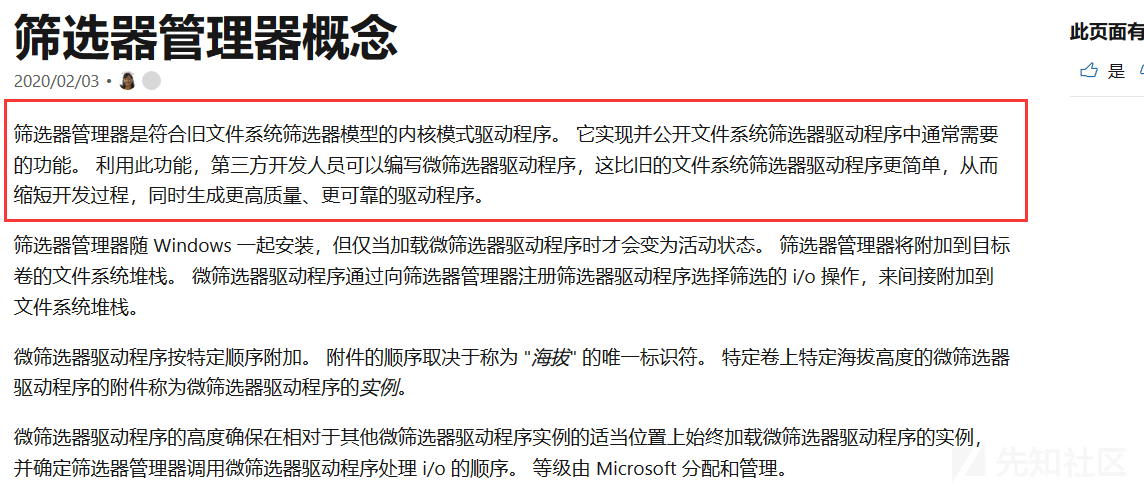 筛选器管理器概念
此页面有
2020/02/03 •
是
筛选器管理器是符合旧文件系统筛选器模型的内核模式驱动程序。 它实现并公开文件系统筛选器驱动程序中通常需要
的功能。 利用此功能，第三方开发人员可以编写微筛选器驱动程序，这比旧的文件系统筛选器驱动程序更简单，从而
缩短开发过程，同时生成更高质量、更可靠的驱动程序。
筛选器管理器随 Windows 一起安装，但仅当加载微筛选器驱动程序时才会变为活动状态。 筛选器管理器将附加到目标
卷的文件系统堆栈。 微筛选器驱动程序通过向筛选器管理器注册筛选器驱动程序选择筛选的 i/o 操作，来间接附加到
文件系统堆栈。
微筛选器驱动程序按特定顺序附加。 附件的顺序取决于称为 "海拔" 的唯一标识符。 特定卷上特定海拔高度的微筛选器
驱动程序的附件称为微筛选器驱动程序的实例。
微筛选器驱动程序的高度确保在相对于其他微筛选器驱动程序实例的适当位置上始终加载微筛选器驱动程序的实例，
并确定筛选器管理器调用微筛选器驱动程序处理 i/o 的顺序。 等级由 Microsoft 分配和管理。
先知社区